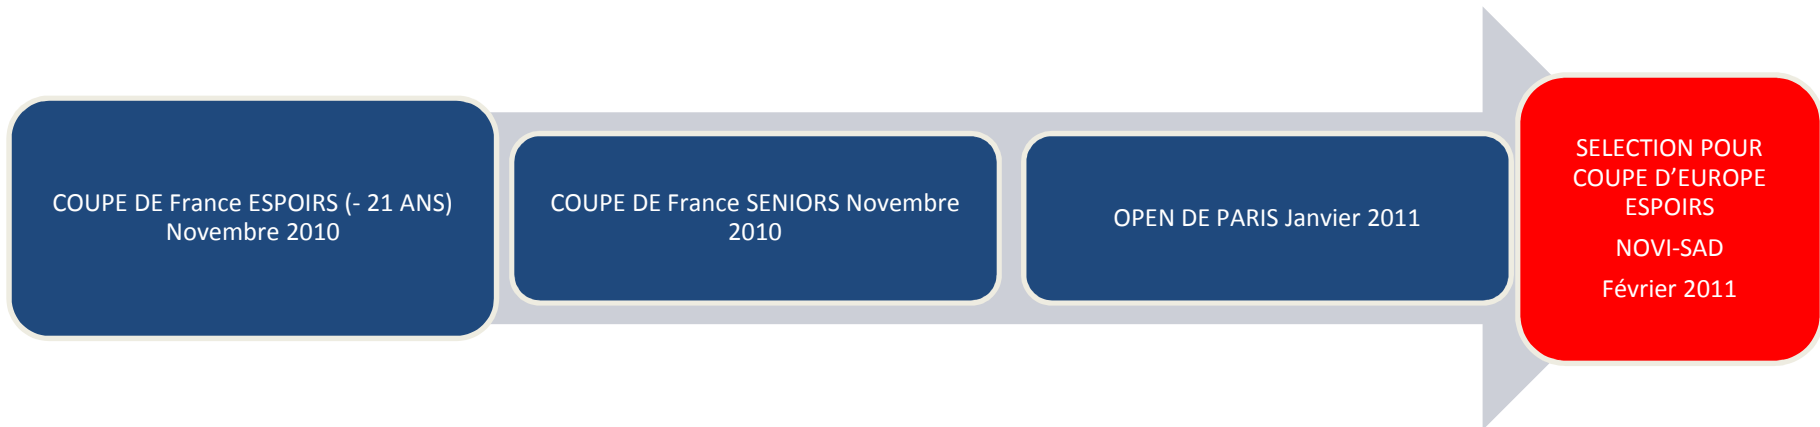 COUPE DE France ESPOIRS (- 21 ANS)
Novembre 2010
COUPE DE France SENIORS Novembre
2010
OPEN DE PARIS Janvier 2011
SELECTION POUR
COUPE D’EUROPE
ESPOIRS
NOVI-SAD
Février 2011